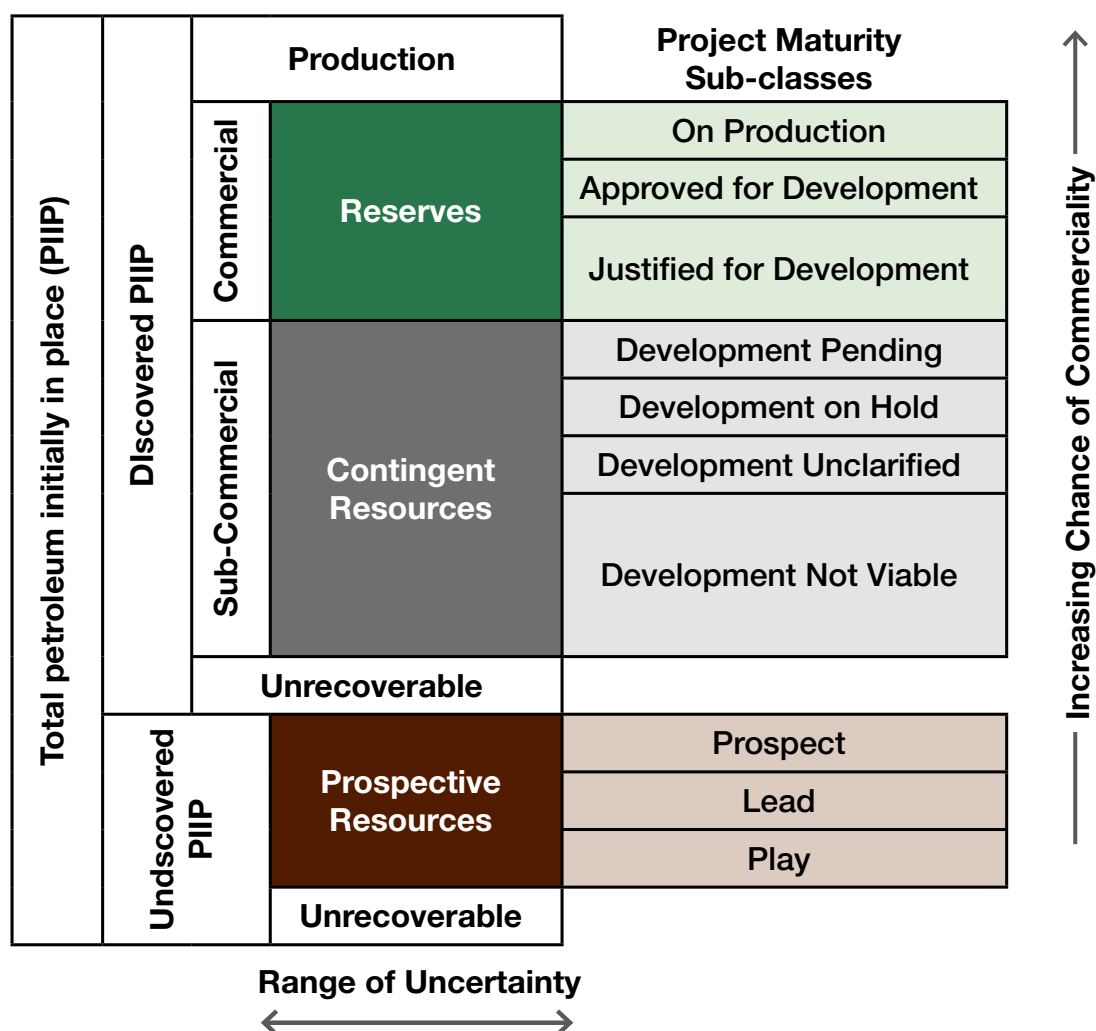 Production
Project Maturity
Sub-classes
Total petroleum initially in place (PIIP)
DIscovered PIIP
Commercial
Reserves
On Production
Approved for Development
Justified for Development
Sub-Commercial
Contingent
Resources
Development Pending
Development on Hold
Development Unclarified
Development Not Viable
Unrecoverable
Undscovered
PIIP
Prospective
Resources
Prospect
Lead
Play
Unrecoverable
Range of Uncertainty
Increasing Chance of Commerciality